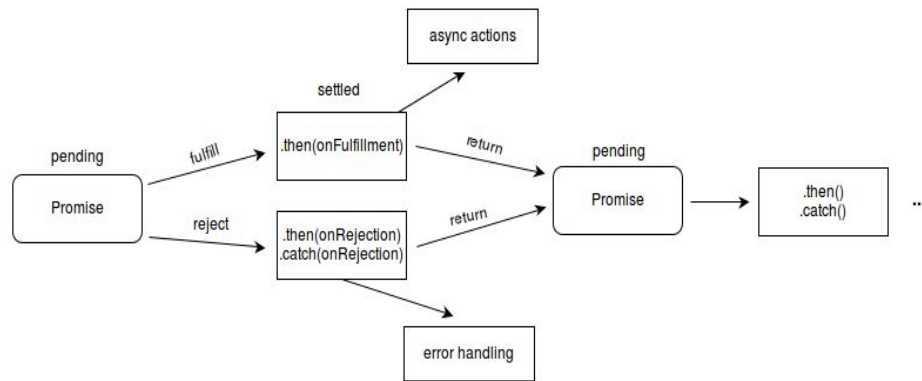 async actions
settled
.then(onFulfillment)
pending
fulfill
return
pending
Promise
Promise
.then()
.catch()
..
reject
.then(onRejection)
.catch(onRejection)
return
error handling